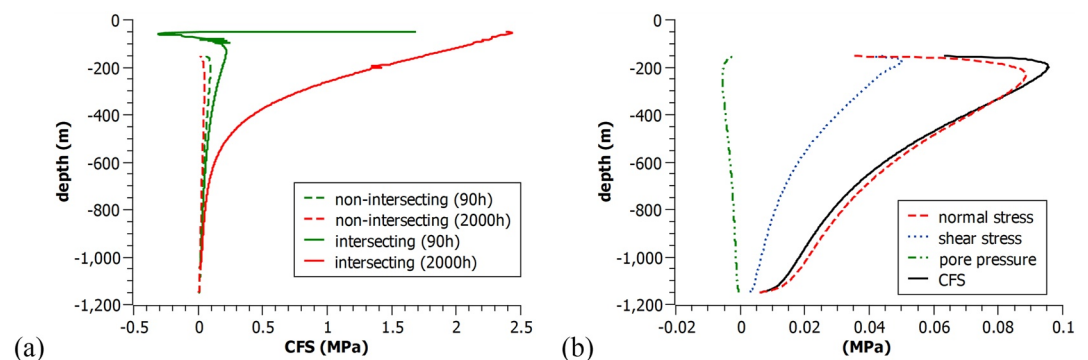 0
-200
-400
-600
-800
-1,000
-1,200
depth (m)
-0.5 0 0.5 1 1.5 2 2.5
CFS (MPa)
non-intersecting (90h)
non-intersecting (2000h)
intersecting (90h)
intersecting (2000h)
(a)
0
-200
-400
-600
-800
-1,000
-1,200
depth (m)
-0.02 0 0.02 0.04 0.06 0.08 0.1
(MPa)
normal stress
shear stress
pore pressure
CFS
(b)